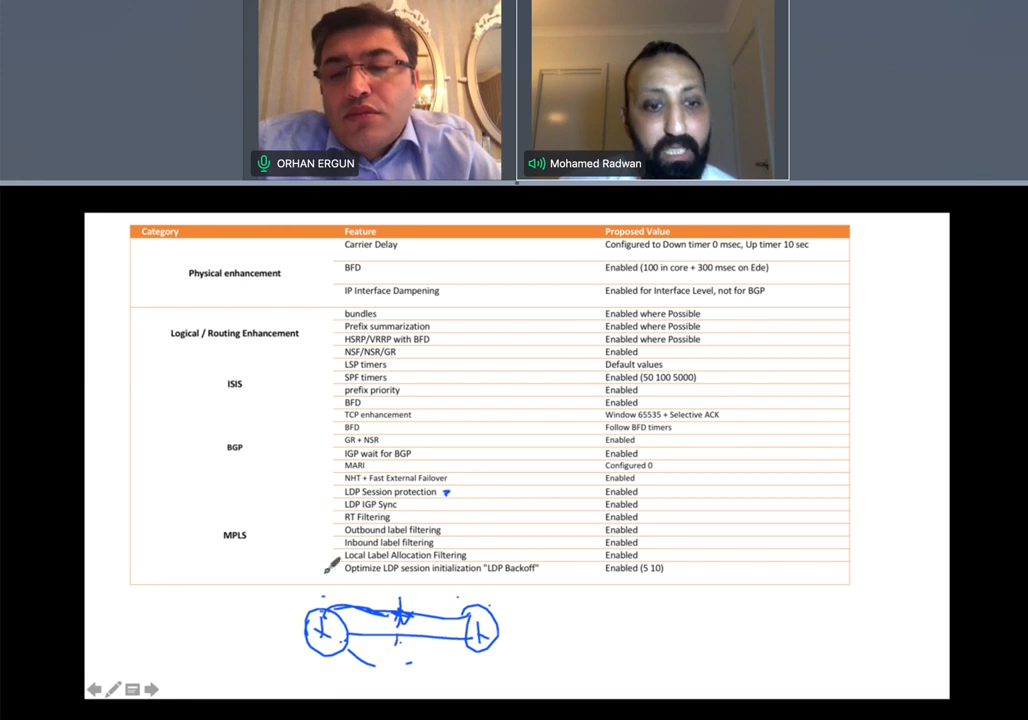 ORHAN ERGUN
Mohamed Radwan
Category Feature Proposed Value
Carrier Delay Configured to Down timer 0 msec, Up timer 10 sec
Physical enhancement BFD Enabled (100 in core + 300 msec on Ede)
IP Interface Dampening Enabled for Interface Level, not for BGP
bundles Enabled where Possible
Prefix summarization Enabled where Possible
Logical / Routing Enhancement HSRP/VRRP with BFD Enabled where Possible
NSF/NSR/GR Enabled
LSP timers Default values
ISIS SPF timers Enabled (50 100 5000)
prefix priority Enabled
BFD Enabled
TCP enhancement Window 65535 + Selective ACK
BFD Follow BFD timers
BGP GR + NSR Enabled
IGP wait for BGP Enabled
MARI Configured 0
NHT + Fast External Failover Enabled
LDP Session protection Enabled
LDP IGP Sync Enabled
RT Filtering Enabled
MPLS Outbound label filtering Enabled
Inbound label filtering Enabled
Local Label Allocation Filtering Enabled
Optimize LDP session initialization "LDP Backoff" Enabled (5 10)